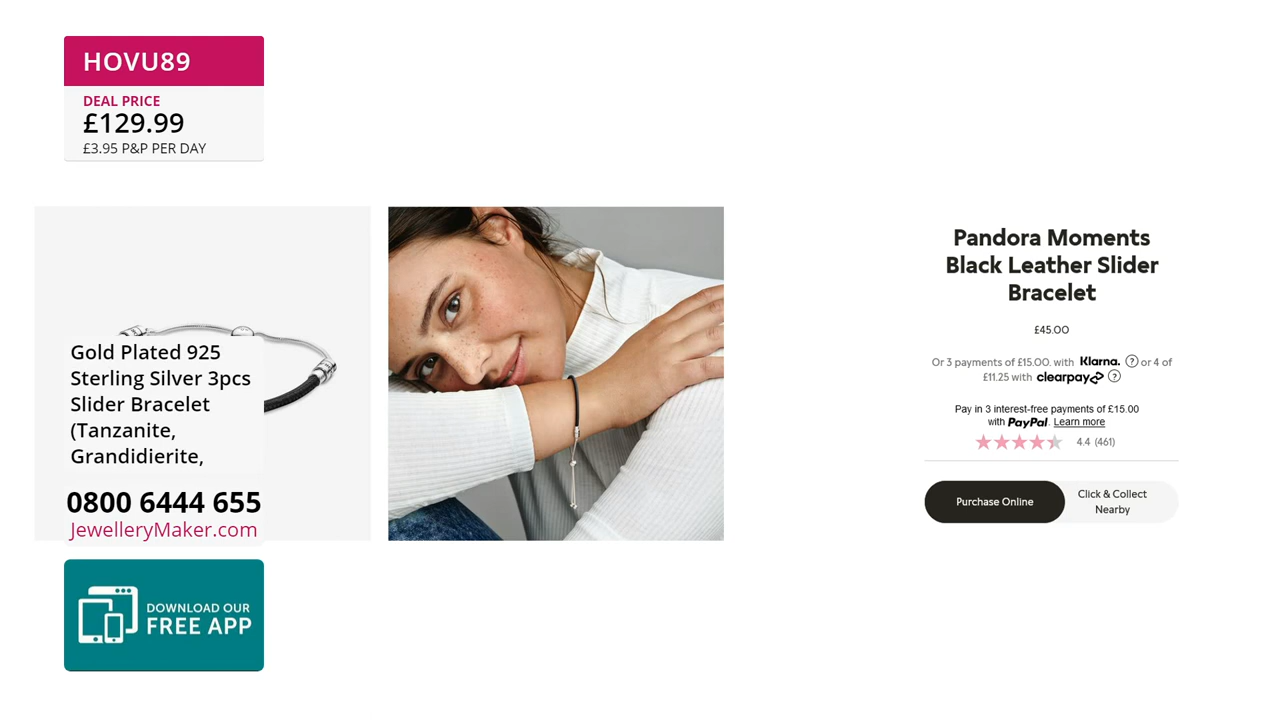 HOVU89
DEAL PRICE
£129.99
£3.95 P&P PER DAY
Gold Plated 925
Sterling Silver 3pcs
Slider Bracelet
(Tanzanite,
Grandidierite,
0800 6444 655
JewelleryMaker.com
DOWNLOAD OUR
FREE APP
Pandora Moments
Black Leather Slider
Bracelet
£45.00
Or 3 payments of £15.00. with Klarna. ? or 4 of
£11.25 with clearpay ?
Pay in 3 interest-free payments of £15.00
with PayPal. Learn more
4.4 (461)
Purchase Online
Click & Collect
Nearby